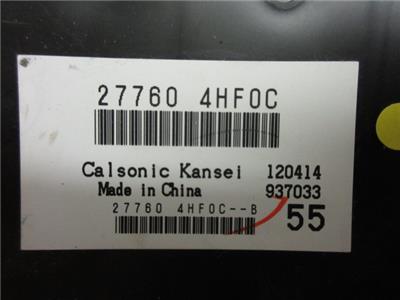 27760 4HF0C
Calsonic Kansei 120414
Made in China 937033
27760 4HF0C--B 55